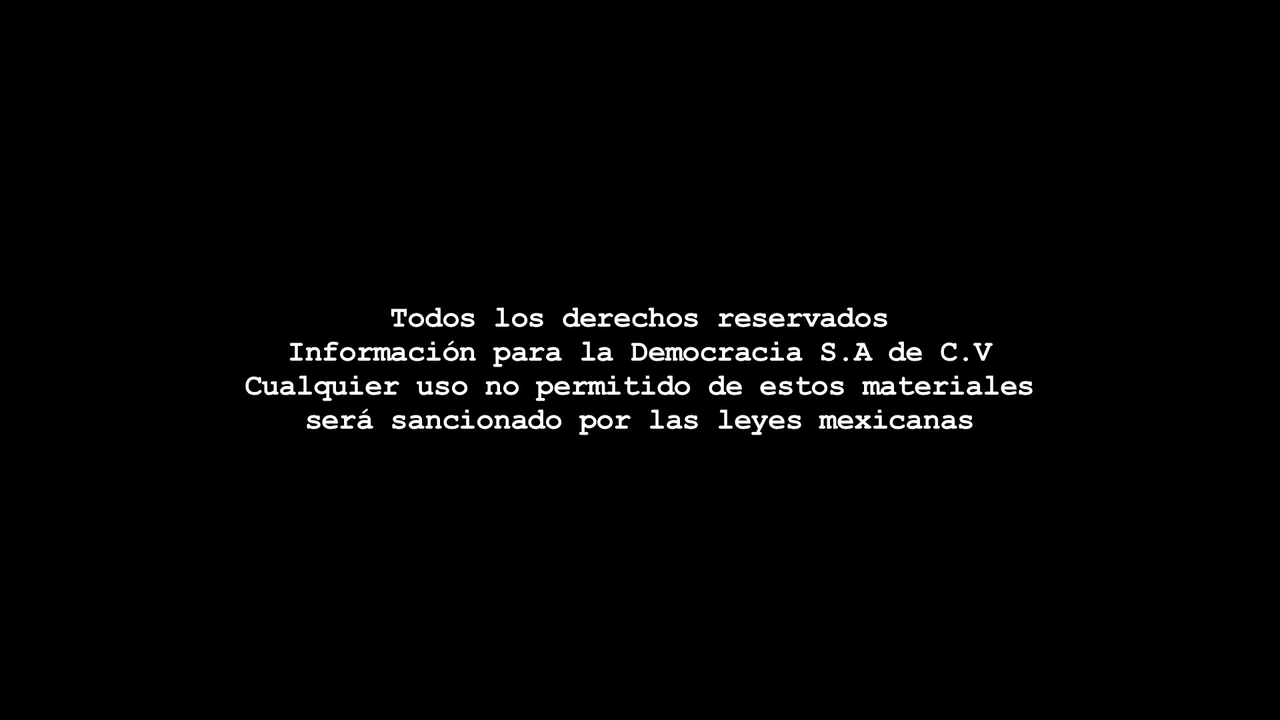 Todos los derechos reservados
Información para la Democracia S.A de C.V
Cualquier uso no permitido de estos materiales
será sancionado por las leyes mexicanas